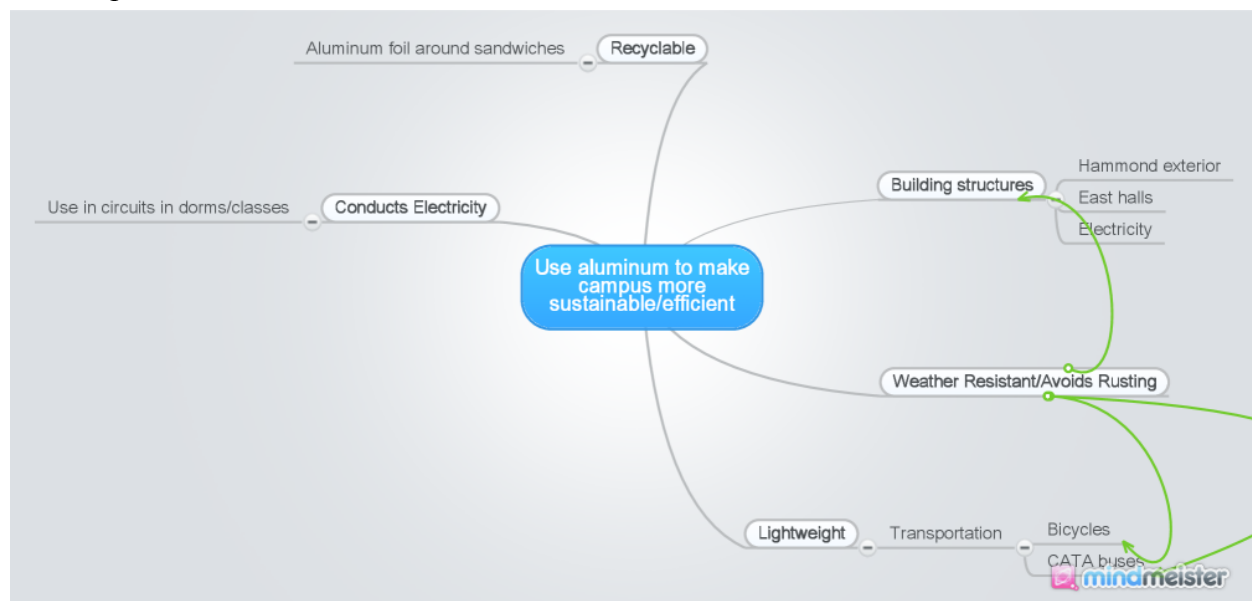 Aluminum foil around sandwiches
Recyclable
Building structures
Hammond exterior
East halls
Electricity
Use in circuits in dorms/classes
Conducts Electricity
Use aluminum to make
campus more
sustainable/efficient
Weather Resistant/Avoids Rusting
Lightweight
Transportation
Bicycles
CATA buses
mindmeister